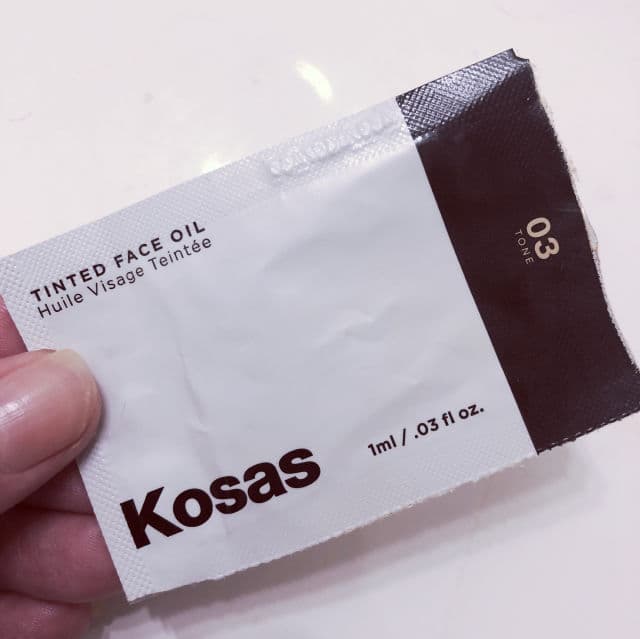 TINTED FACE OIL
Huile Visage Teintée
Kosas
1ml / .03 fl oz.
03
TONE